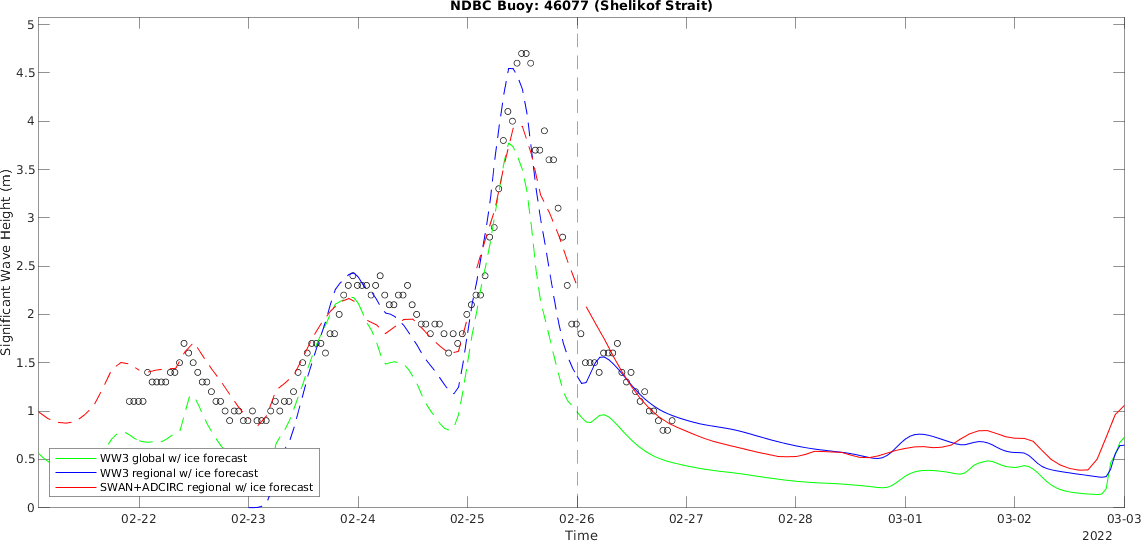 NDBC Buoy: 46077 (Shelikof Strait)
5
4.5
4
3.5
3
2.5
2
1.5
1
0.5
0
Significant Wave Height (m)
WW3 global w/ ice forecast
WW3 regional w/ ice forecast
SWAN+ADCIRC regional w/ ice forecast
02-22 02-23 02-24 02-25 02-26 02-27 02-28 03-01 03-02 03-03
Time
2022